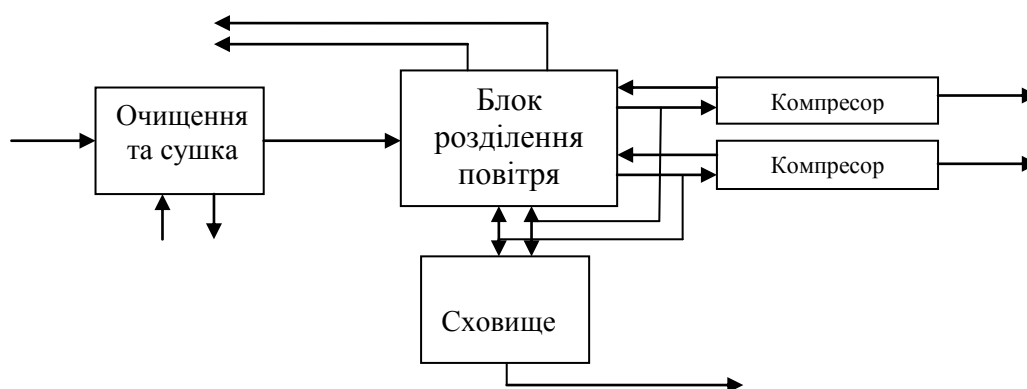 Очищення
та сушка
Блок
розділення
повітря
Компресор
Компресор
Сховище